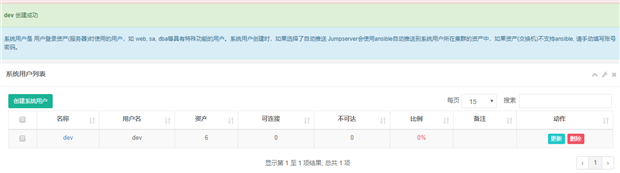 dev 创建成功
系统用户是 用户登录资产(服务器)时使用的用户，如 web, sa, dba等具有特殊功能的用户。系统用户创建时，如果选择了自动推送 Jumpserver会使用ansible自动推送到系统用户所在集群的资产中，如果资产(交换机)不支持ansible, 请手动填写账号
密码。
系统用户列表
创建系统用户 每页 15 搜索
名称 用户名 资产 可连接 不可达 比例 备注 动作
dev dev 6 0 0 0% 更新 删除
显示第 1 至 1 项结果; 总共 1 项 ‹ 1 ›